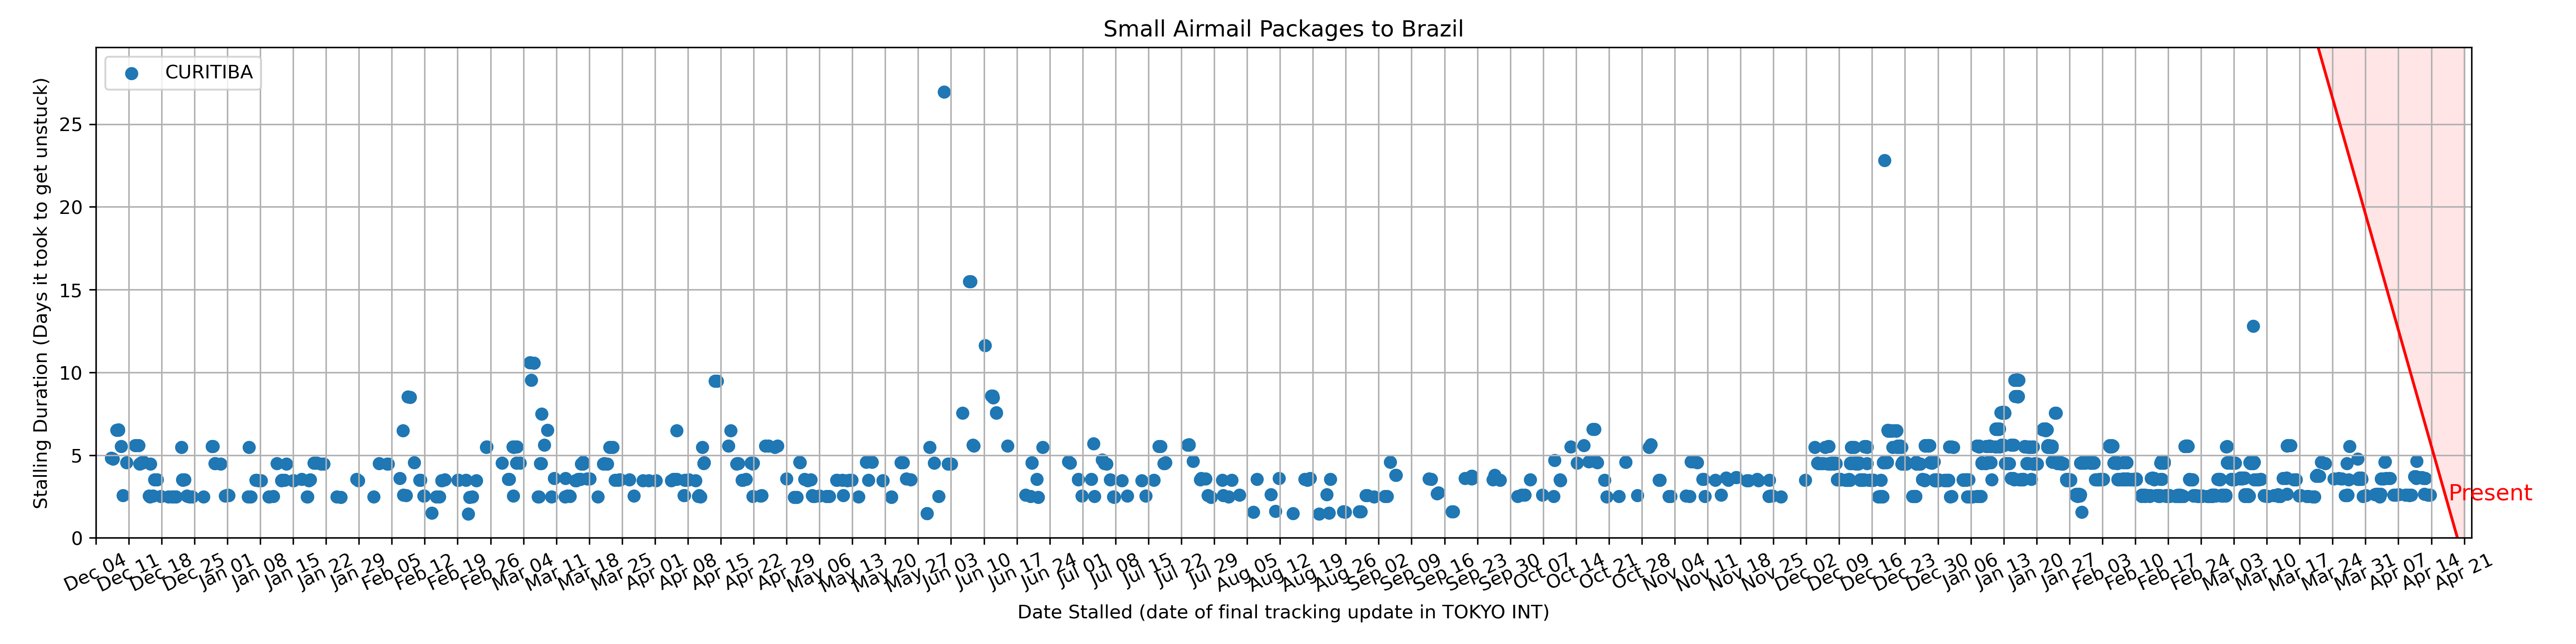 Small Airmail Packages to Brazil
CURITIBA
Stalling Duration (Days it took to get unstuck)
25
20
15
10
5
0
Present
Dec 04 Dec 11 Dec 18 Dec 25 Jan 01 Jan 08 Jan 15 Jan 22 Jan 29 Feb 05 Feb 12 Feb 19 Feb 26 Mar 04 Mar 11 Mar 18 Mar 25 Apr 01 Apr 08 Apr 15 Apr 22 Apr 29 May 06 May 13 May 20 May 27 Jun 03 Jun 10 Jun 17 Jun 24 Jul 01 Jul 08 Jul 15 Jul 22 Jul 29 Aug 05 Aug 12 Aug 19 Aug 26 Sep 02 Sep 09 Sep 16 Sep 23 Sep 30 Oct 07 Oct 14 Oct 21 Oct 28 Nov 04 Nov 11 Nov 18 Nov 25 Dec 02 Dec 09 Dec 16 Dec 23 Dec 30 Jan 06 Jan 13 Jan 20 Jan 27 Feb 03 Feb 10 Feb 17 Feb 24 Mar 03 Mar 10 Mar 17 Mar 24 Mar 31 Apr 07 Apr 14 Apr 21
Date Stalled (date of final tracking update in TOKYO INT)